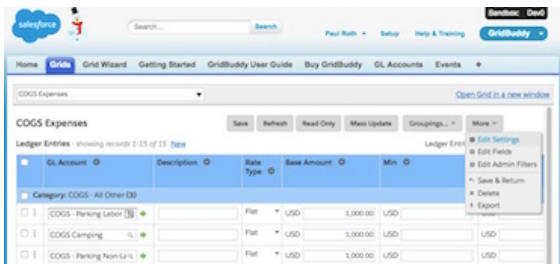 Sandbox: Dev0
salesforce Search... Search Paul Roth Setup Help & Training GridBuddy
Home Grids Grid Wizard Getting Started GridBuddy User Guide Buy GridBuddy GL Accounts Events +
COGS Expenses Open Grid in a new window
COGS Expenses Save Refresh Read Only Mass Update Groupings... More
Ledger Entries - showing records 1-15 of 15 New Ledger
Edit Settings
Edit Fields
Edit Admin Filters
Save & Return
Delete
Export
GL Account Description Rate Type Base Amount Min
Category: COGS - All Other (3)
COGS - Parking Labor Flat USD 1,000.00 USD
COGS Camping Flat USD 1,000.00 USD USD
COGS - Parking Non-La Flat USD 1,000.00 USD USD